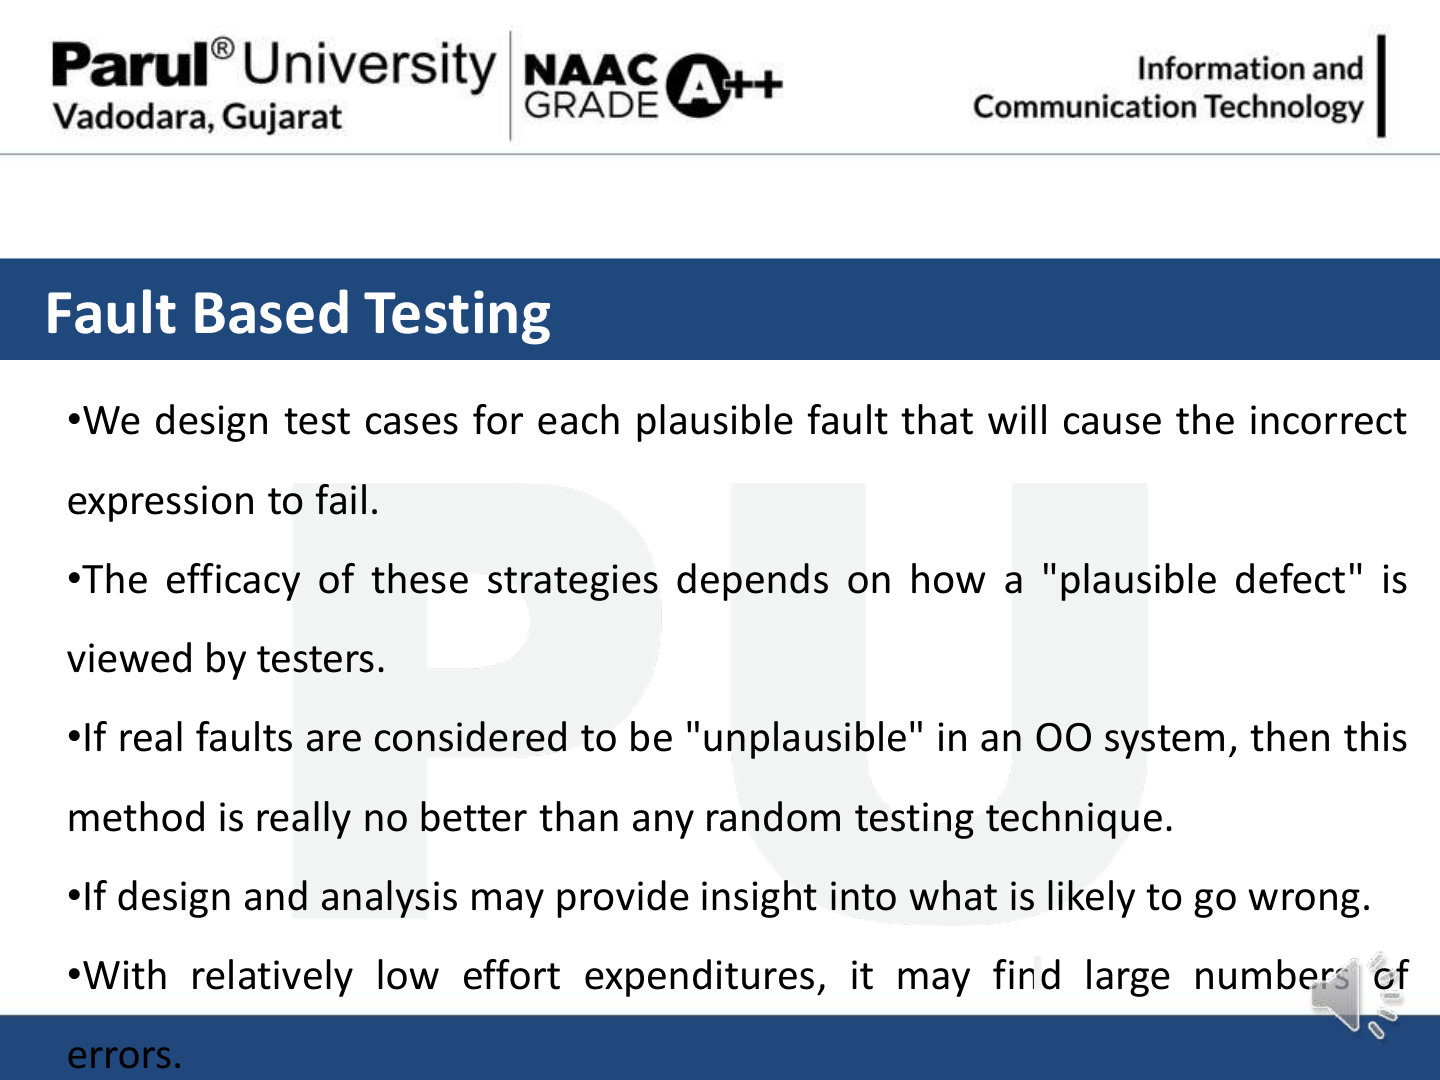 Parul® University
Vadodara, Gujarat
NAAC
GRADE A++
Information and
Communication Technology
Fault Based Testing
•We design test cases for each plausible fault that will cause the incorrect
expression to fail.
•The efficacy of these strategies depends on how a "plausible defect" is
viewed by testers.
•If real faults are considered to be "unplausible" in an OO system, then this
method is really no better than any random testing technique.
•If design and analysis may provide insight into what is likely to go wrong.
•With relatively low effort expenditures, it may find large numbers of
errors.
PU